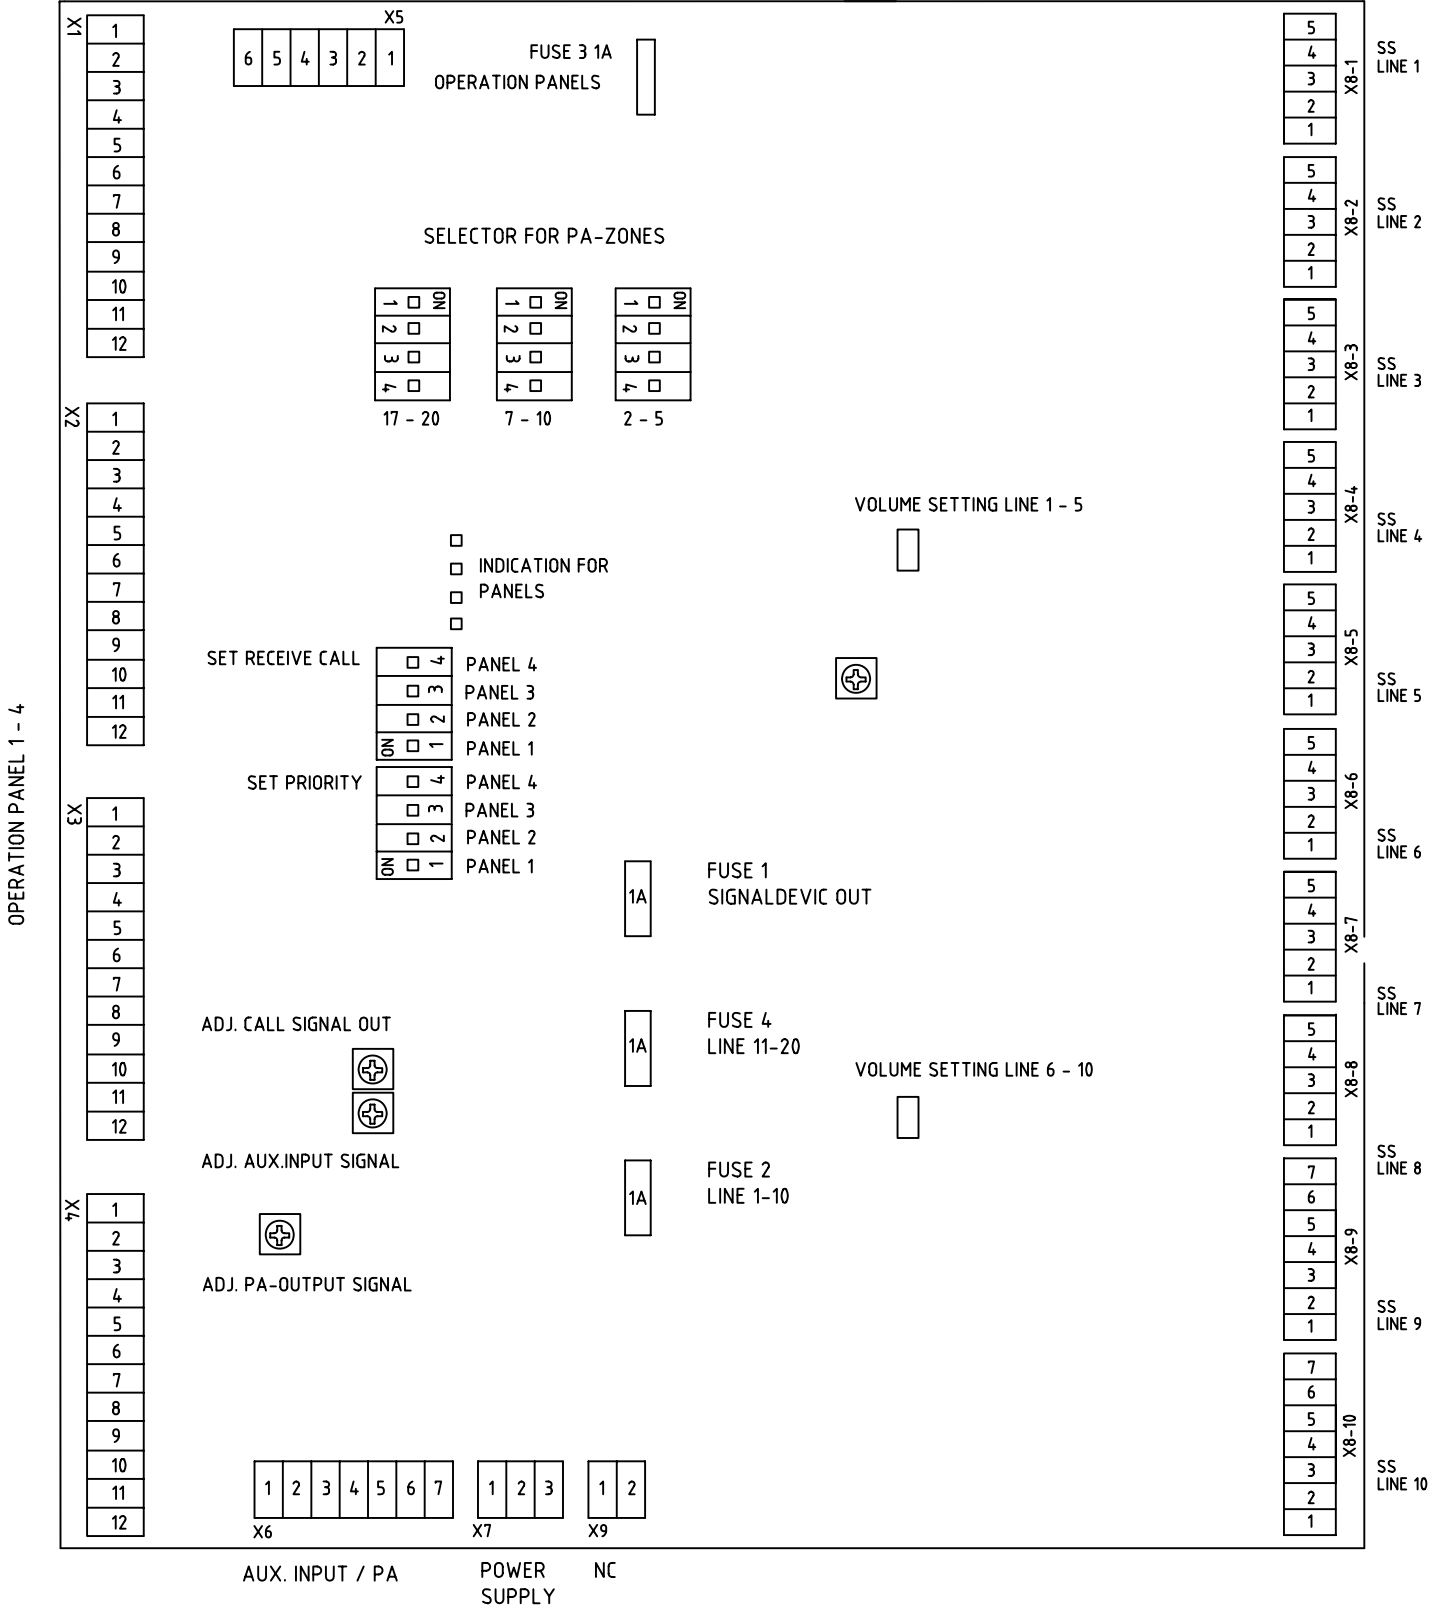 X5
6 5 4 3 2 1
FUSE 3 1A
OPERATION PANELS
OPERATION PANEL 1 - 4
X1
1
2
3
4
5
6
7
8
9
10
11
12
X2
1
2
3
4
5
6
7
8
9
10
11
12
X3
1
2
3
4
5
6
7
8
9
10
11
12
X4
1
2
3
4
5
6
7
8
9
10
11
12
SELECTOR FOR PA-ZONES
1 ON
2
3
4
17 - 20
1 ON
2
3
4
7 - 10
1 ON
2
3
4
2 - 5
INDICATION FOR
PANELS
SET RECEIVE CALL
4 PANEL 4
3 PANEL 3
2 PANEL 2
ON 1 PANEL 1
SET PRIORITY
4 PANEL 4
3 PANEL 3
2 PANEL 2
ON 1 PANEL 1
VOLUME SETTING LINE 1 - 5
1A
FUSE 1
SIGNALDEVIC OUT
1A
FUSE 4
LINE 11-20
1A
FUSE 2
LINE 1-10
VOLUME SETTING LINE 6 - 10
ADJ. CALL SIGNAL OUT
ADJ. AUX.INPUT SIGNAL
ADJ. PA-OUTPUT SIGNAL
1 2 3 4 5 6 7
X6
AUX. INPUT / PA
1 2 3
X7
POWER
SUPPLY
1 2
X9
NC
5
4
3
2
1
X8-1
SS
LINE 1
5
4
3
2
1
X8-2
SS
LINE 2
5
4
3
2
1
X8-3
SS
LINE 3
5
4
3
2
1
X8-4
SS
LINE 4
5
4
3
2
1
X8-5
SS
LINE 5
5
4
3
2
1
X8-6
SS
LINE 6
5
4
3
2
1
X8-7
SS
LINE 7
5
4
3
2
1
X8-8
SS
LINE 8
7
6
5
4
3
2
1
X8-9
SS
LINE 9
7
6
5
4
3
2
1
X8-10
SS
LINE 10